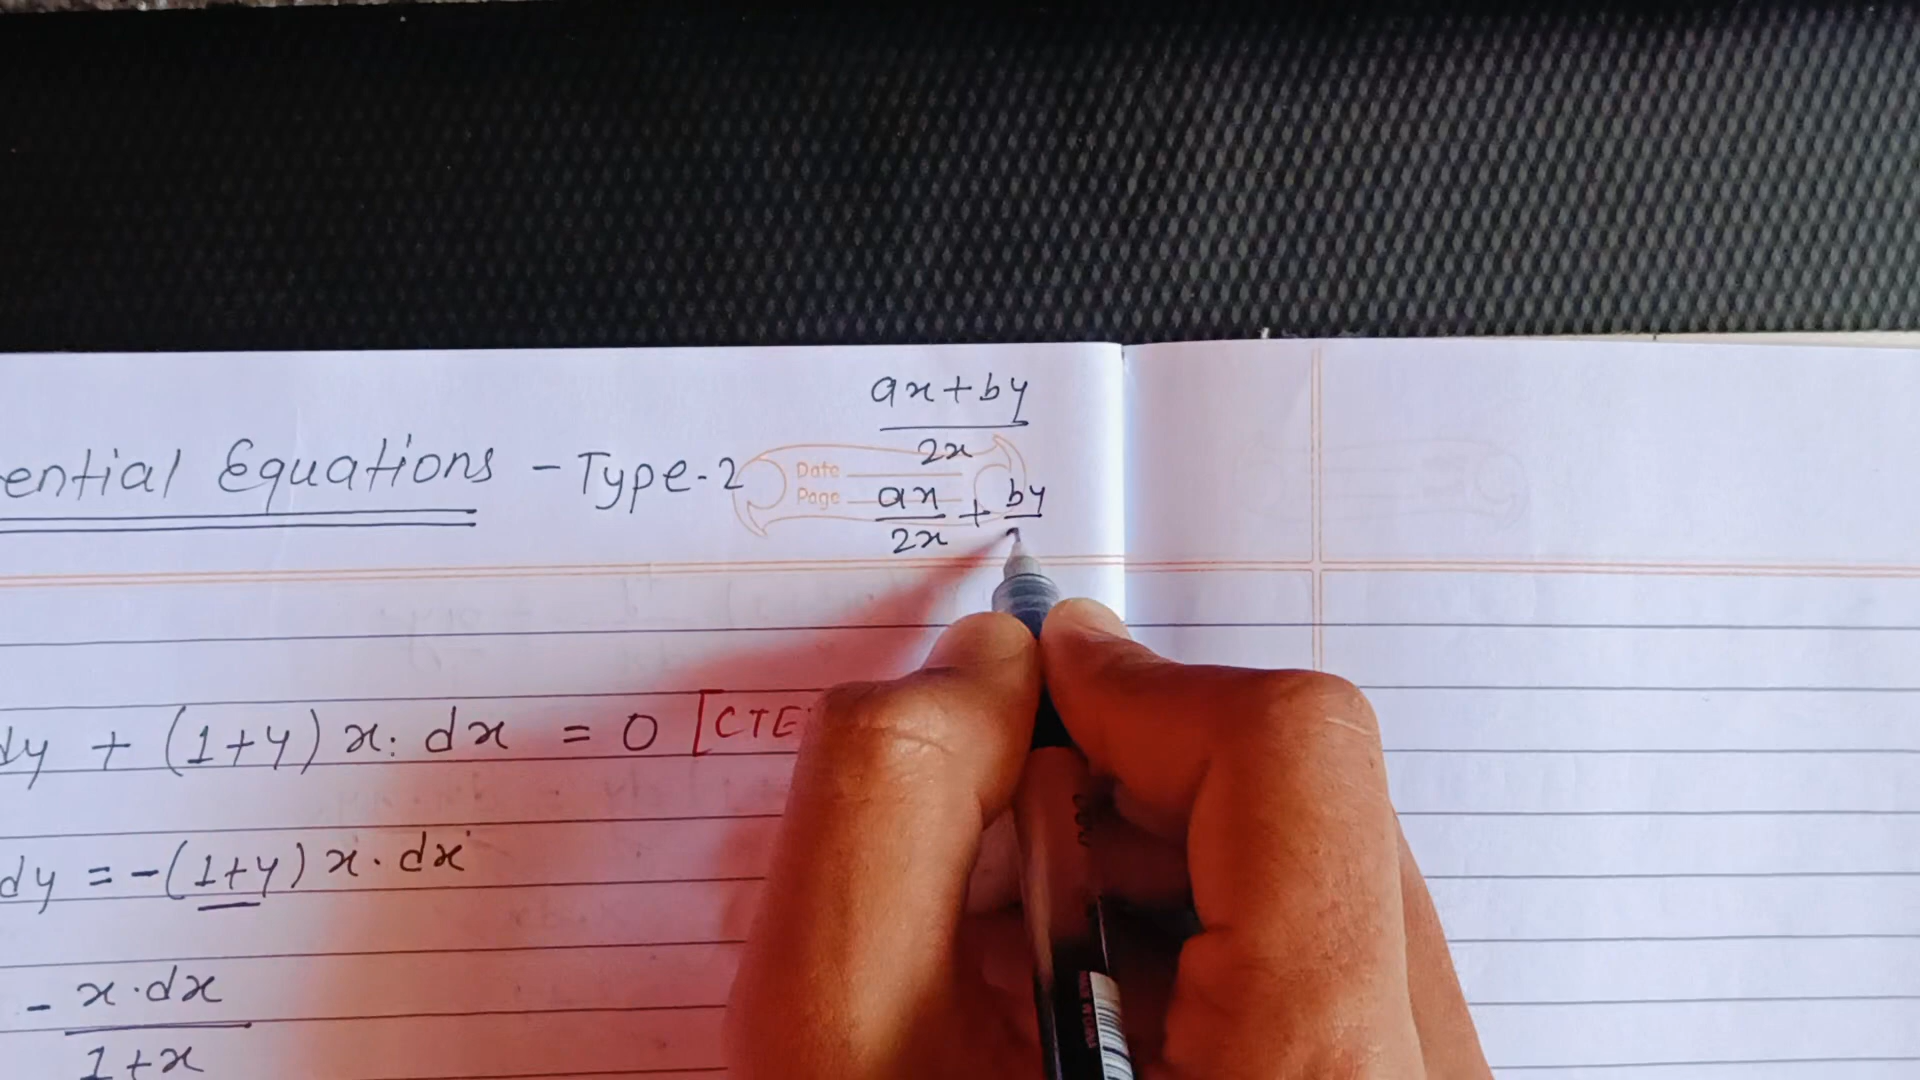 ax+by
2x
ential Equations - Type-2
Date
Page
ax/2x + by/
dy + (1+y) x. dx = 0 [CTE
dy = -(1+y) x. dx
- x.dx
1+x